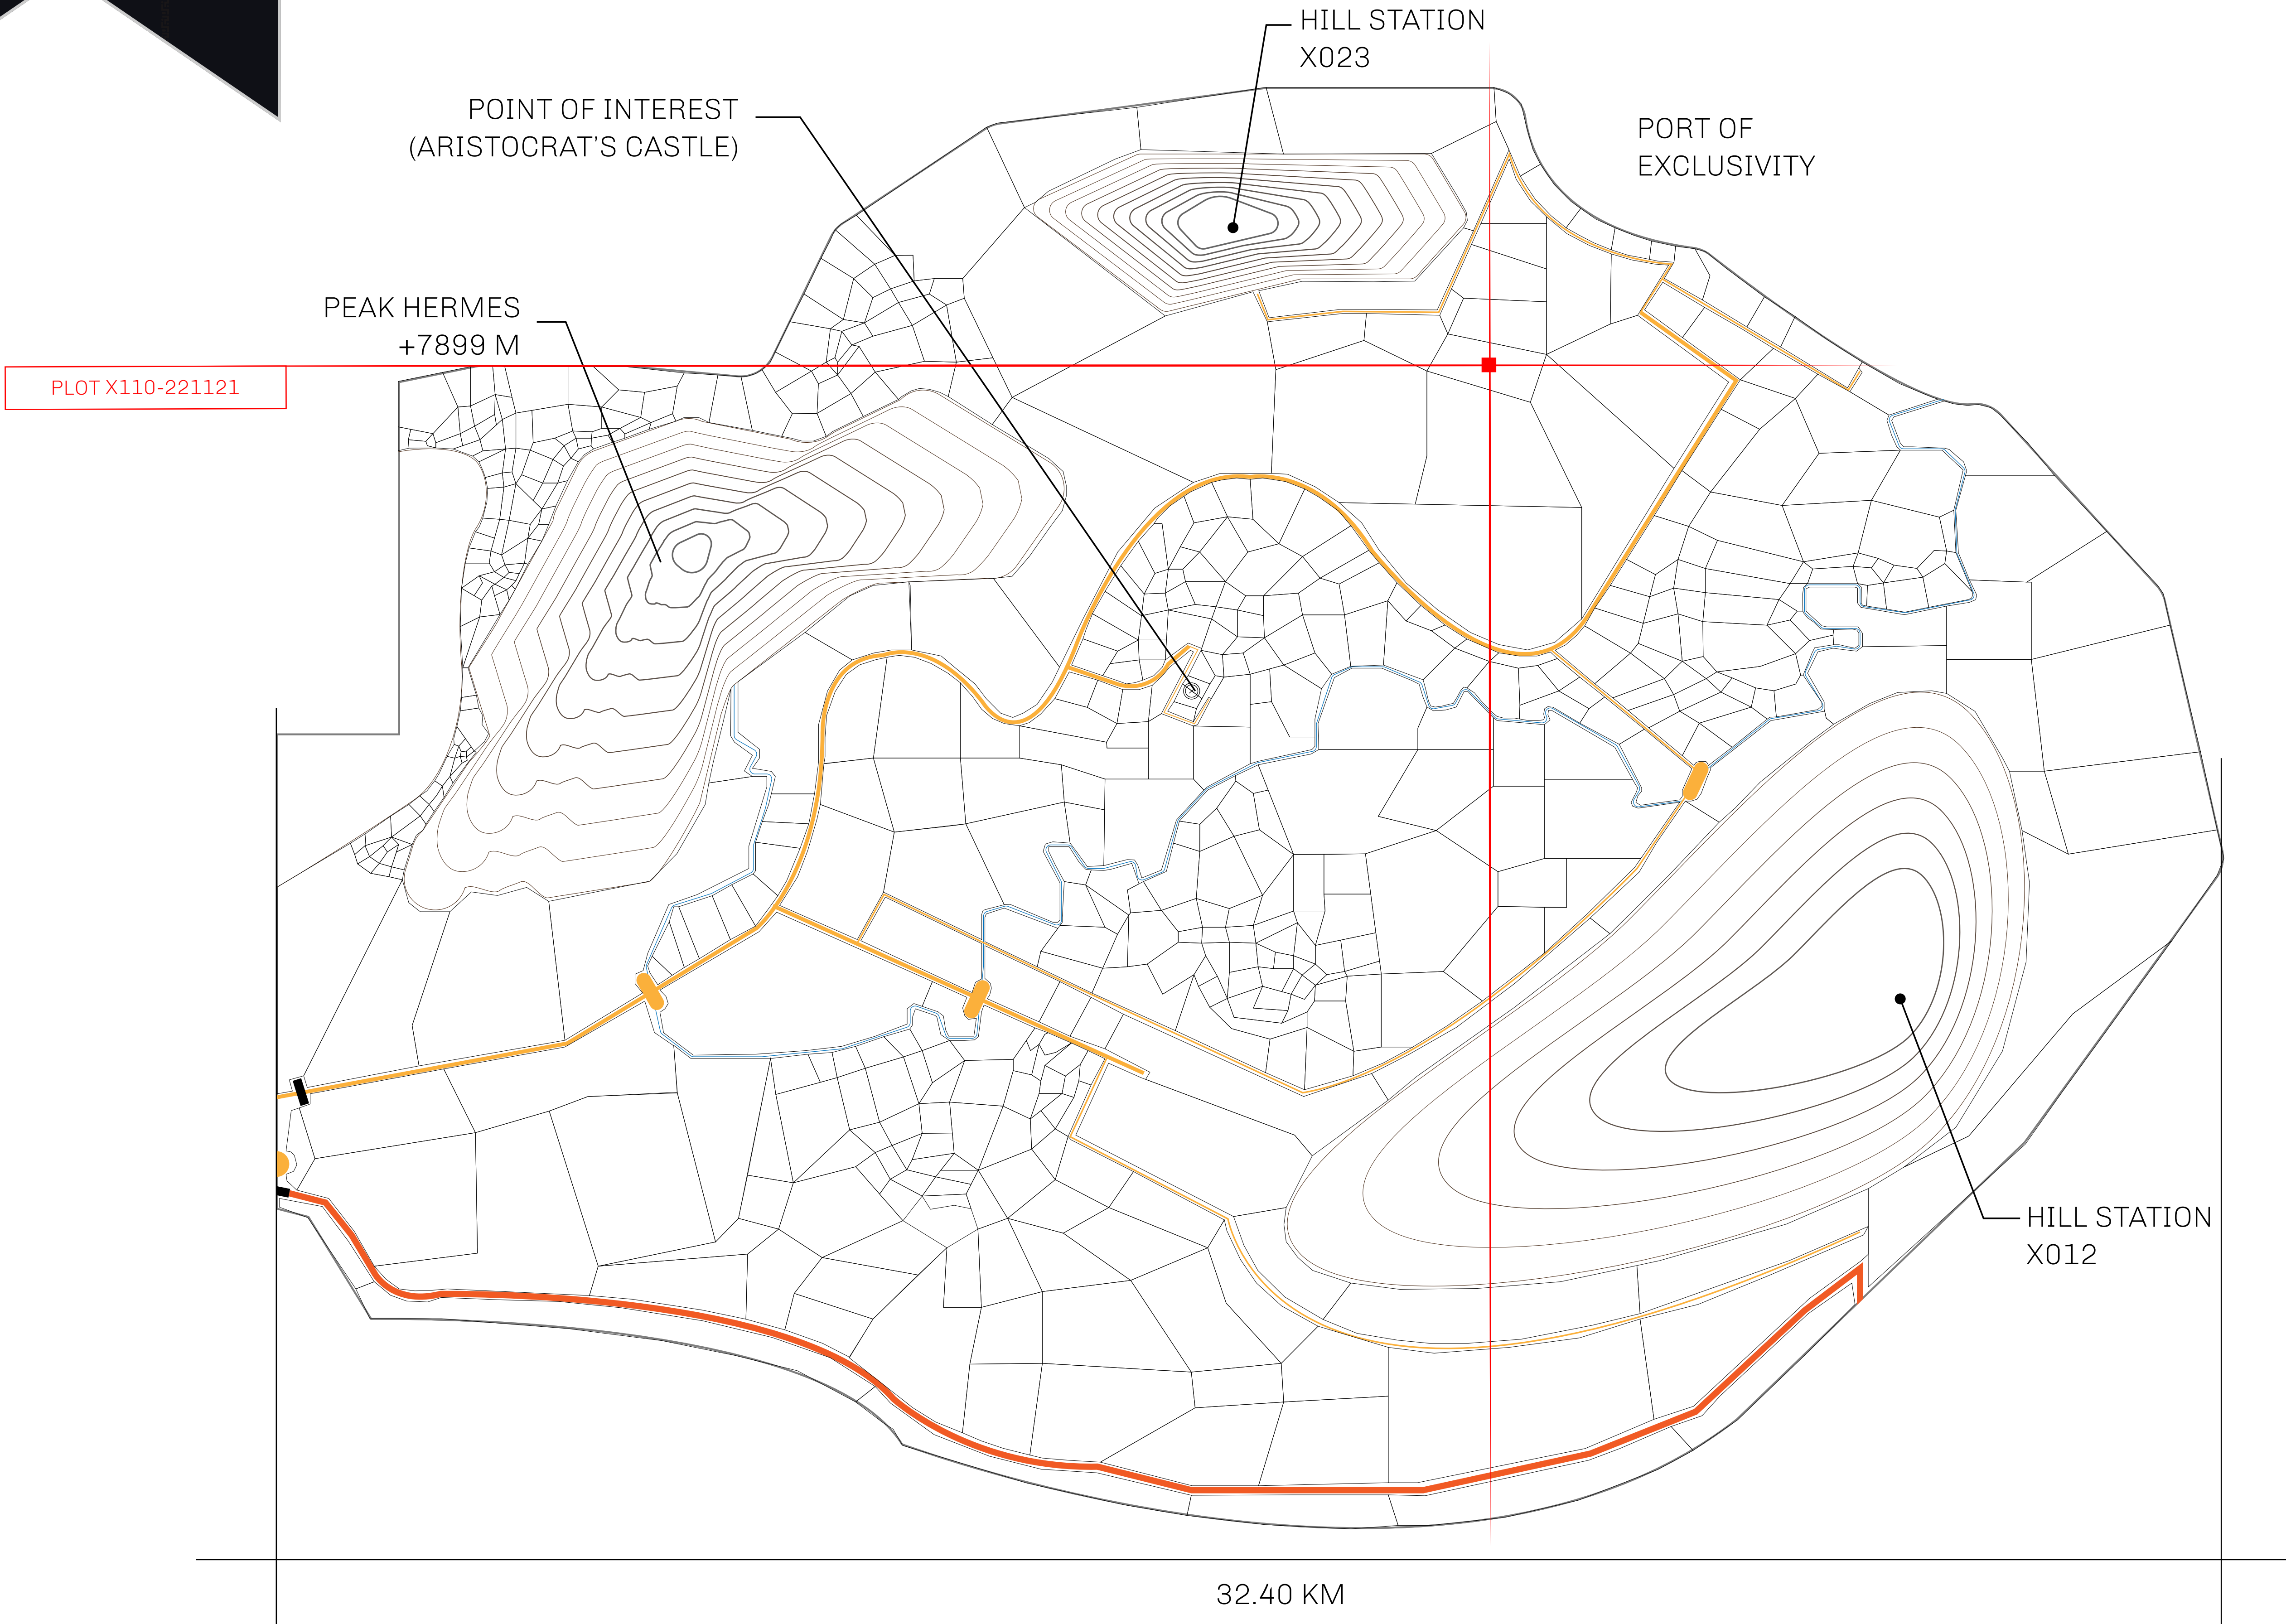 HILL STATION
X023
POINT OF INTEREST
(ARISTOCRAT'S CASTLE)
PORT OF
EXCLUSIVITY
PEAK HERMES
+7899 M
PLOT X110-221121
HILL STATION
X012
32.40 KM